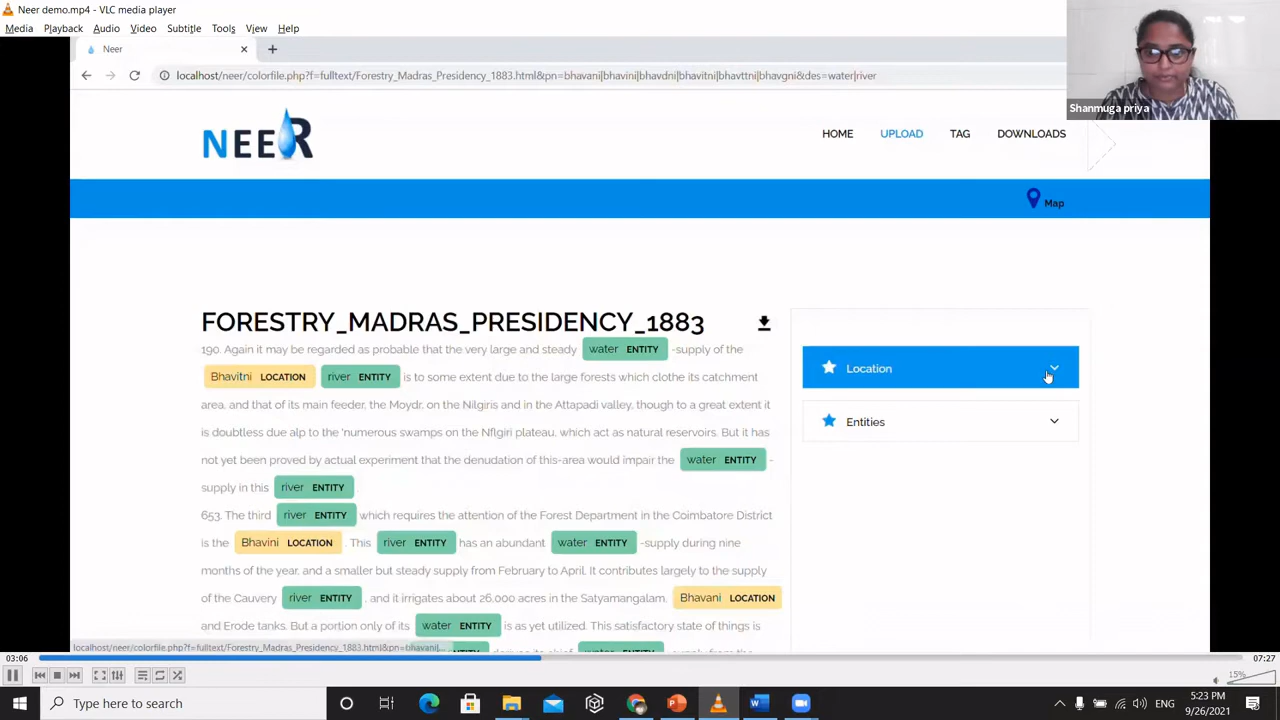 Neer demo.mp4 - VLC media player
Media Playback Audio Video Subtitle Tools View Help
Neer
localhost/neer/colorfile.php?f=fulltext/Forestry_Madras_Presidency_1883.html&pn=bhavani|bhavini|bhavdni|bhavitni|bhavttni|bhavgni&des=water|river
Shanmuga priya
NEER
HOME UPLOAD TAG DOWNLOADS
Map
FORESTRY_MADRAS_PRESIDENCY_1883
190. Again it may be regarded as probable that the very large and steady water ENTITY -supply of the
Bhavitni LOCATION river ENTITY is to some extent due to the large forests which clothe its catchment
area, and that of its main feeder, the Moydr, on the Nilgiris and in the Attapadi valley, though to a great extent it
is doubtless due alp to the 'numerous swamps on the Nflgiri plateau, which act as natural reservoirs. But it has
not yet been proved by actual experiment that the denudation of this-area would impair the water ENTITY -
supply in this river ENTITY .
653. The third river ENTITY which requires the attention of the Forest Department in the Coimbatore District
is the Bhavini LOCATION . This river ENTITY has an abundant water ENTITY -supply during nine
months of the year, and a smaller but steady supply from February to April. It contributes largely to the supply
of the Cauvery river ENTITY , and it irrigates about 26,000 acres in the Satyamangalam, Bhavani LOCATION
and Erode tanks. But a portion only of its water ENTITY is as yet utilized. This satisfactory state of things is
Location
Entities
localhost/neer/colorfile.php?f=fulltext/Forestry_Madras_Presidency_1883.html&pn=bhavani|...
03:06
07:27
15%
Type here to search
ENG
5:23 PM
9/26/2021